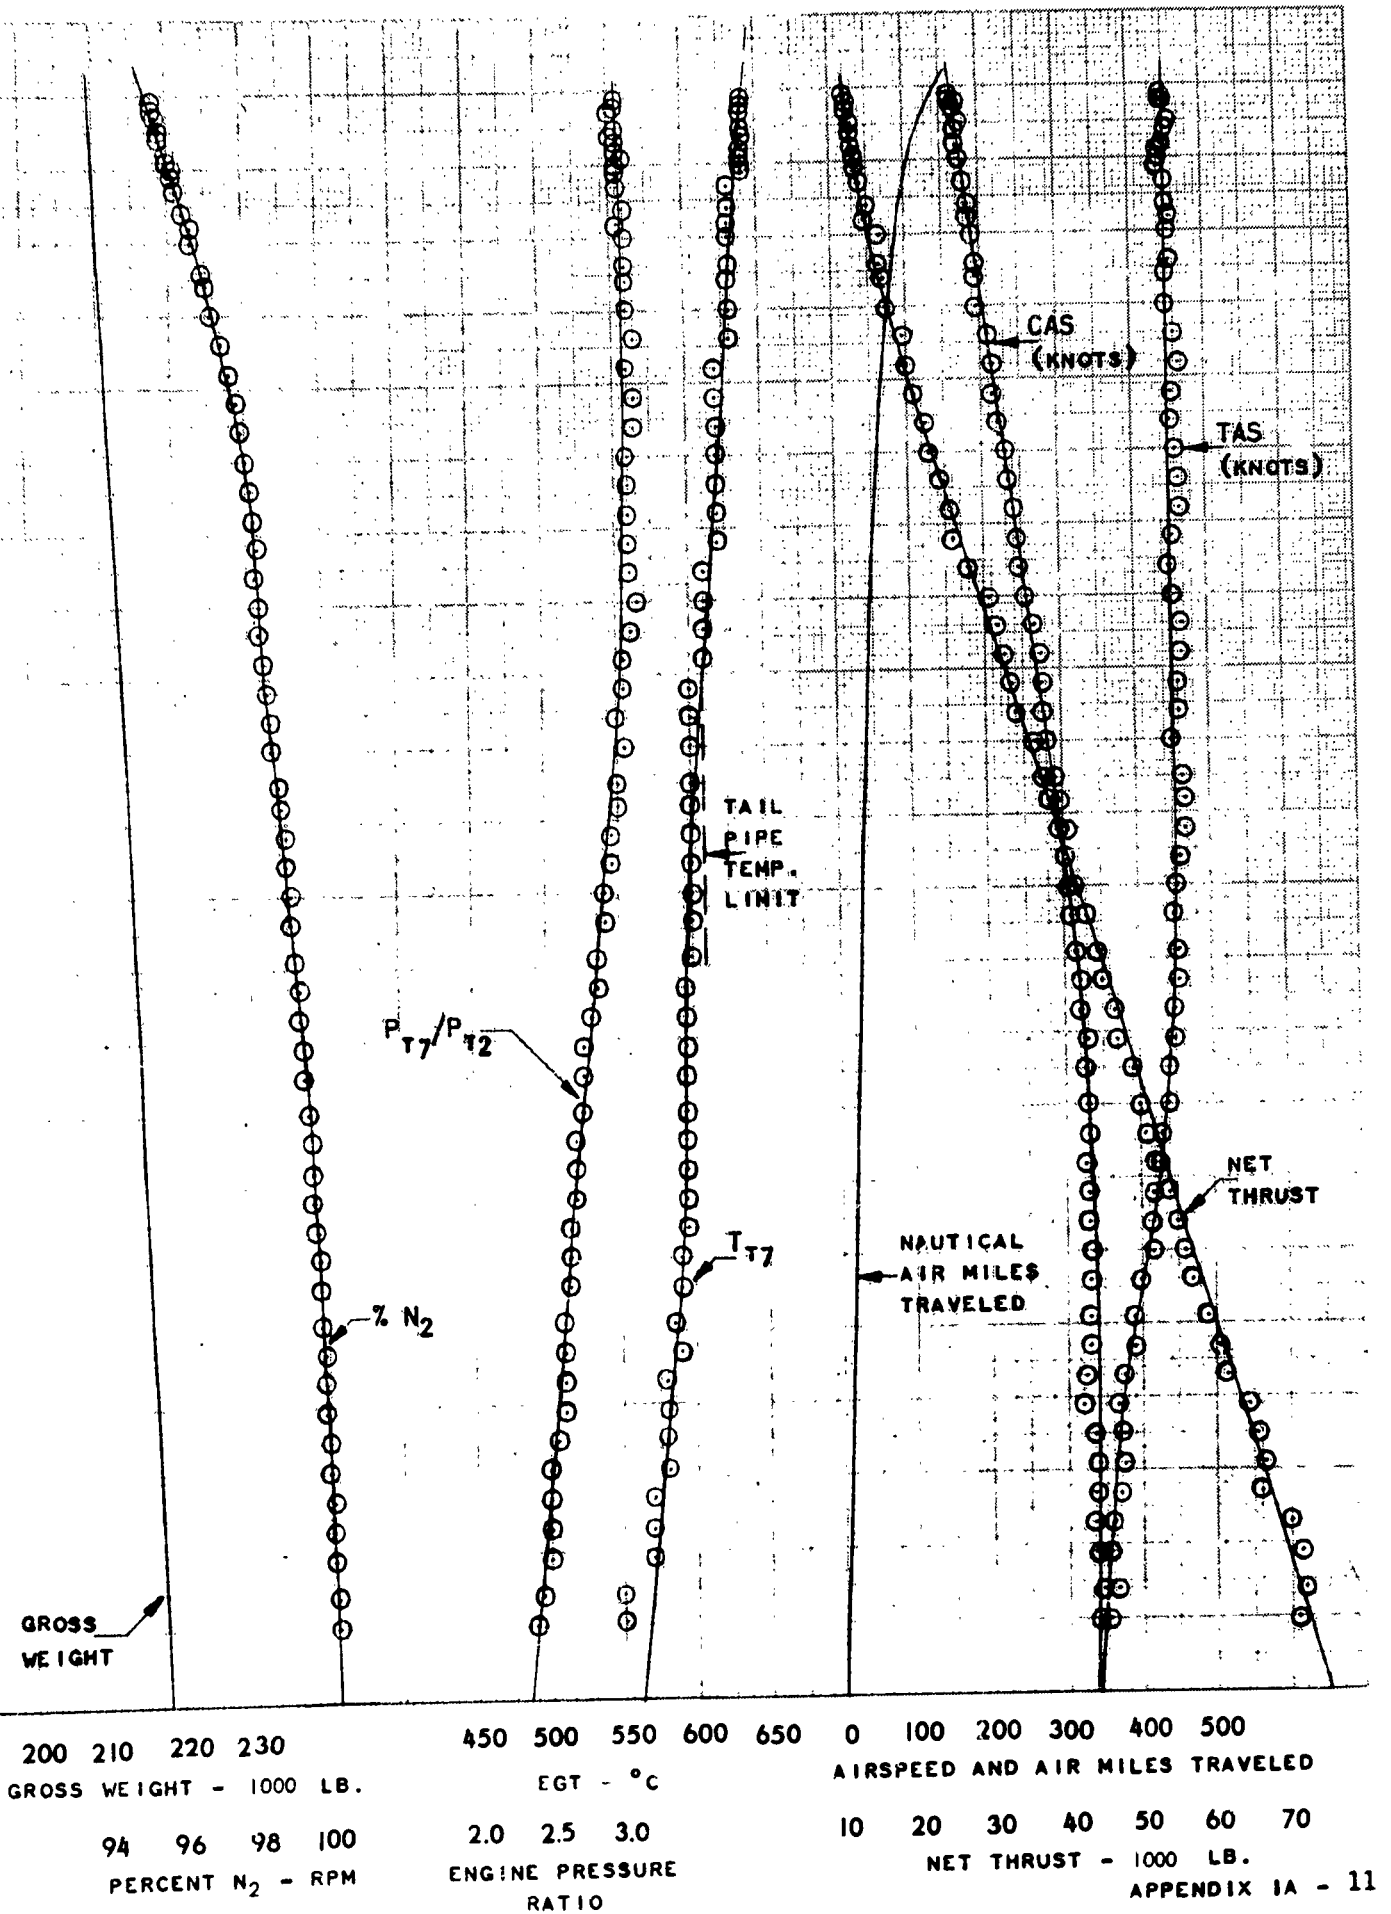 CAS
(KNOTS)
TAS
(KNOTS)
TAIL
PIPE
TEMP.
LIMIT
PT7/PT2
NET
THRUST
NAUTICAL
AIR MILES
TRAVELED
TT7
% N2
GROSS
WEIGHT
200 210 220 230
GROSS WEIGHT - 1000 LB.
94 96 98 100
PERCENT N2 - RPM
450 500 550 600 650
EGT - °C
2.0 2.5 3.0
ENGINE PRESSURE
RATIO
0 100 200 300 400 500
AIRSPEED AND AIR MILES TRAVELED
10 20 30 40 50 60 70
NET THRUST - 1000 LB.
APPENDIX IA - 11